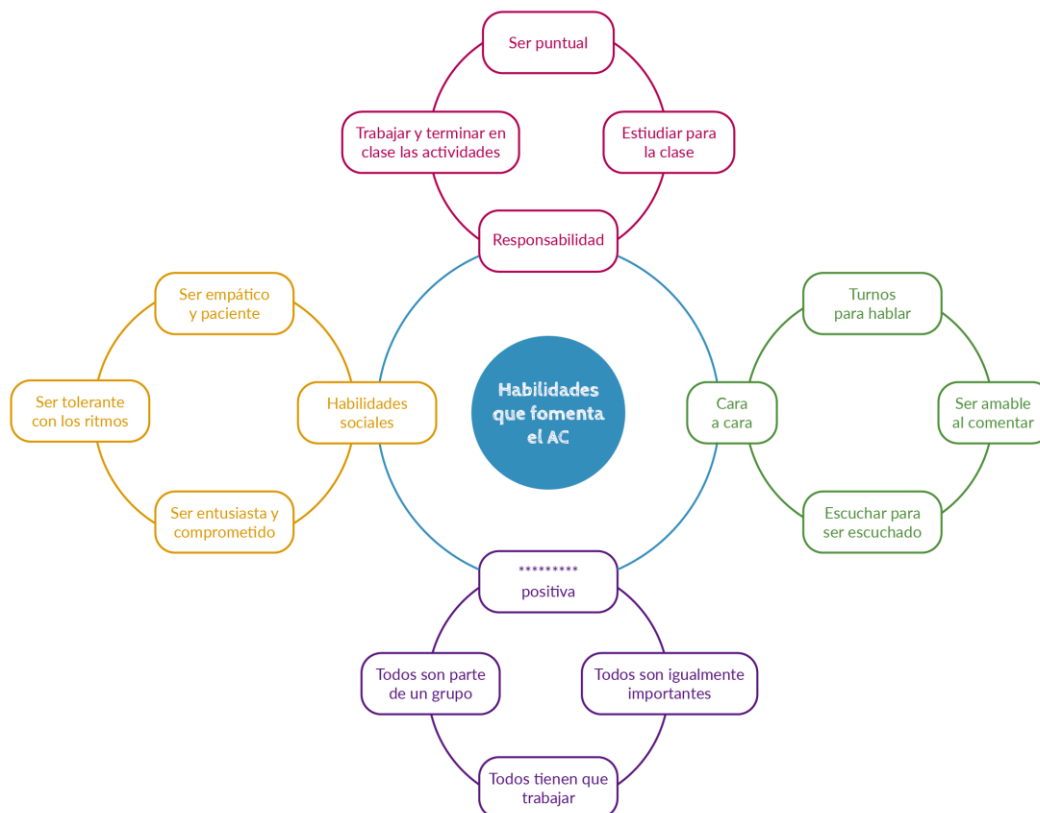 Ser puntual
Trabajar y terminar en
clase las actividades
Estiudiar para
la clase
Responsabilidad
Ser empático
y paciente
Turnos
para hablar
Ser tolerante
con los ritmos
Habilidades
sociales
Habilidades
que fomenta
el AC
Cara
a cara
Ser amable
al comentar
Ser entusiasta y
comprometido
Escuchar para
ser escuchado
*********
positiva
Todos son parte
de un grupo
Todos son igualmente
importantes
Todos tienen que
trabajar